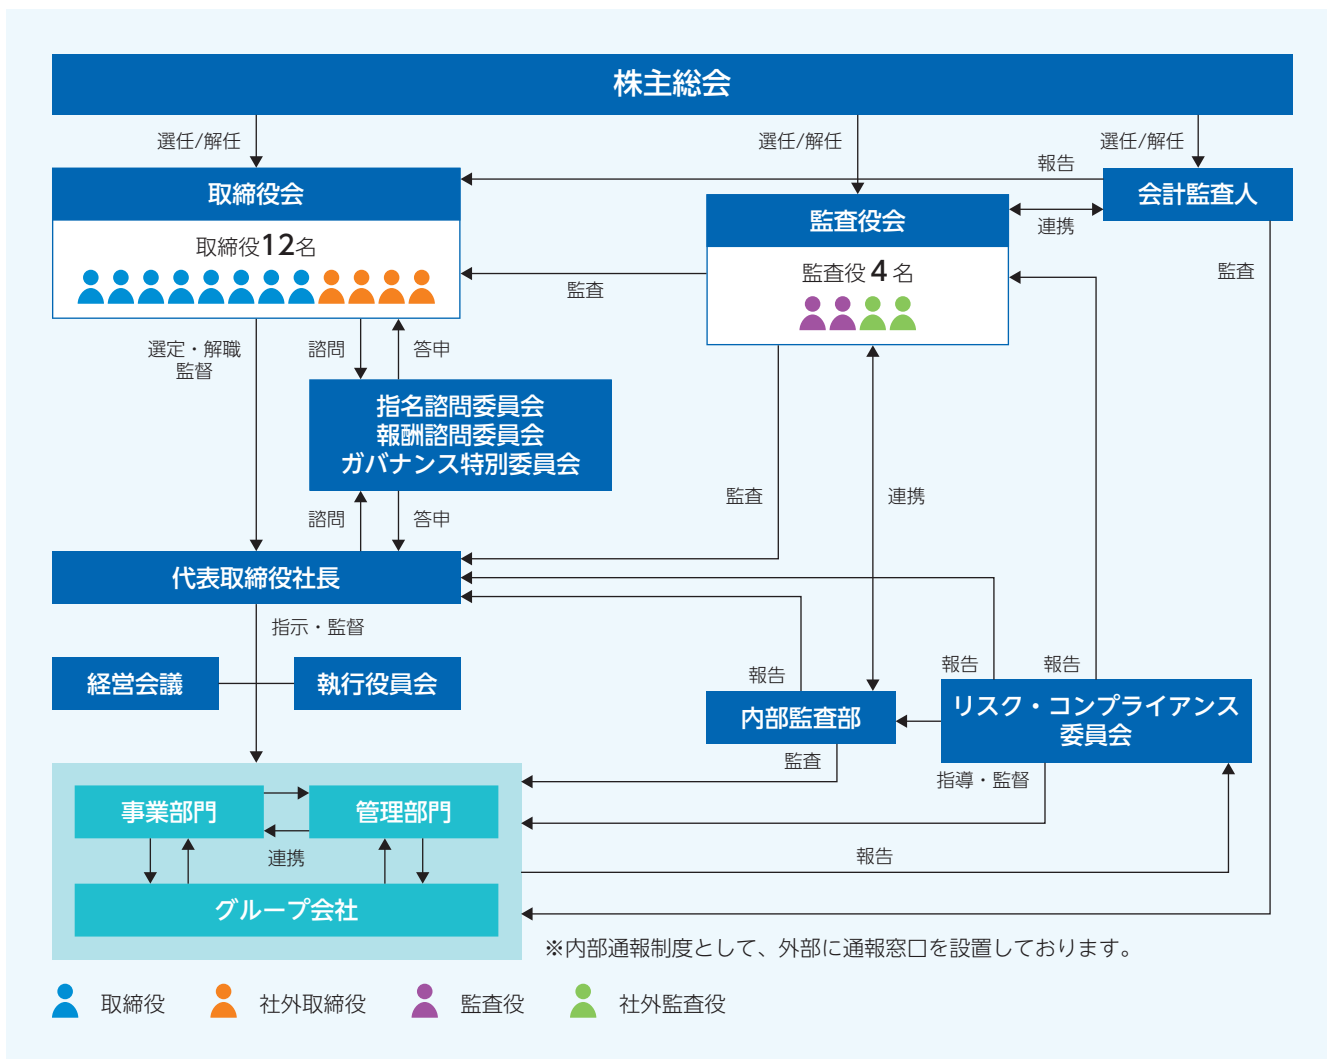 株主総会
選任/解任
選任/解任
選任/解任
報告
取締役会
会計監査人
監査役会
連携
取締役12名
監査役4名
監査
監査
選定・解職
監督
諮問
答申
指名諮問委員会
報酬諮問委員会
ガバナンス特別委員会
監査
連携
諮問
答申
代表取締役社長
指示・監督
経営会議
執行役員会
報告
報告
報告
内部監査部
リスク・コンプライアンス
委員会
監査
指導・監督
事業部門
管理部門
連携
報告
グループ会社
※内部通報制度として、外部に通報窓口を設置しております。
取締役
社外取締役
監査役
社外監査役